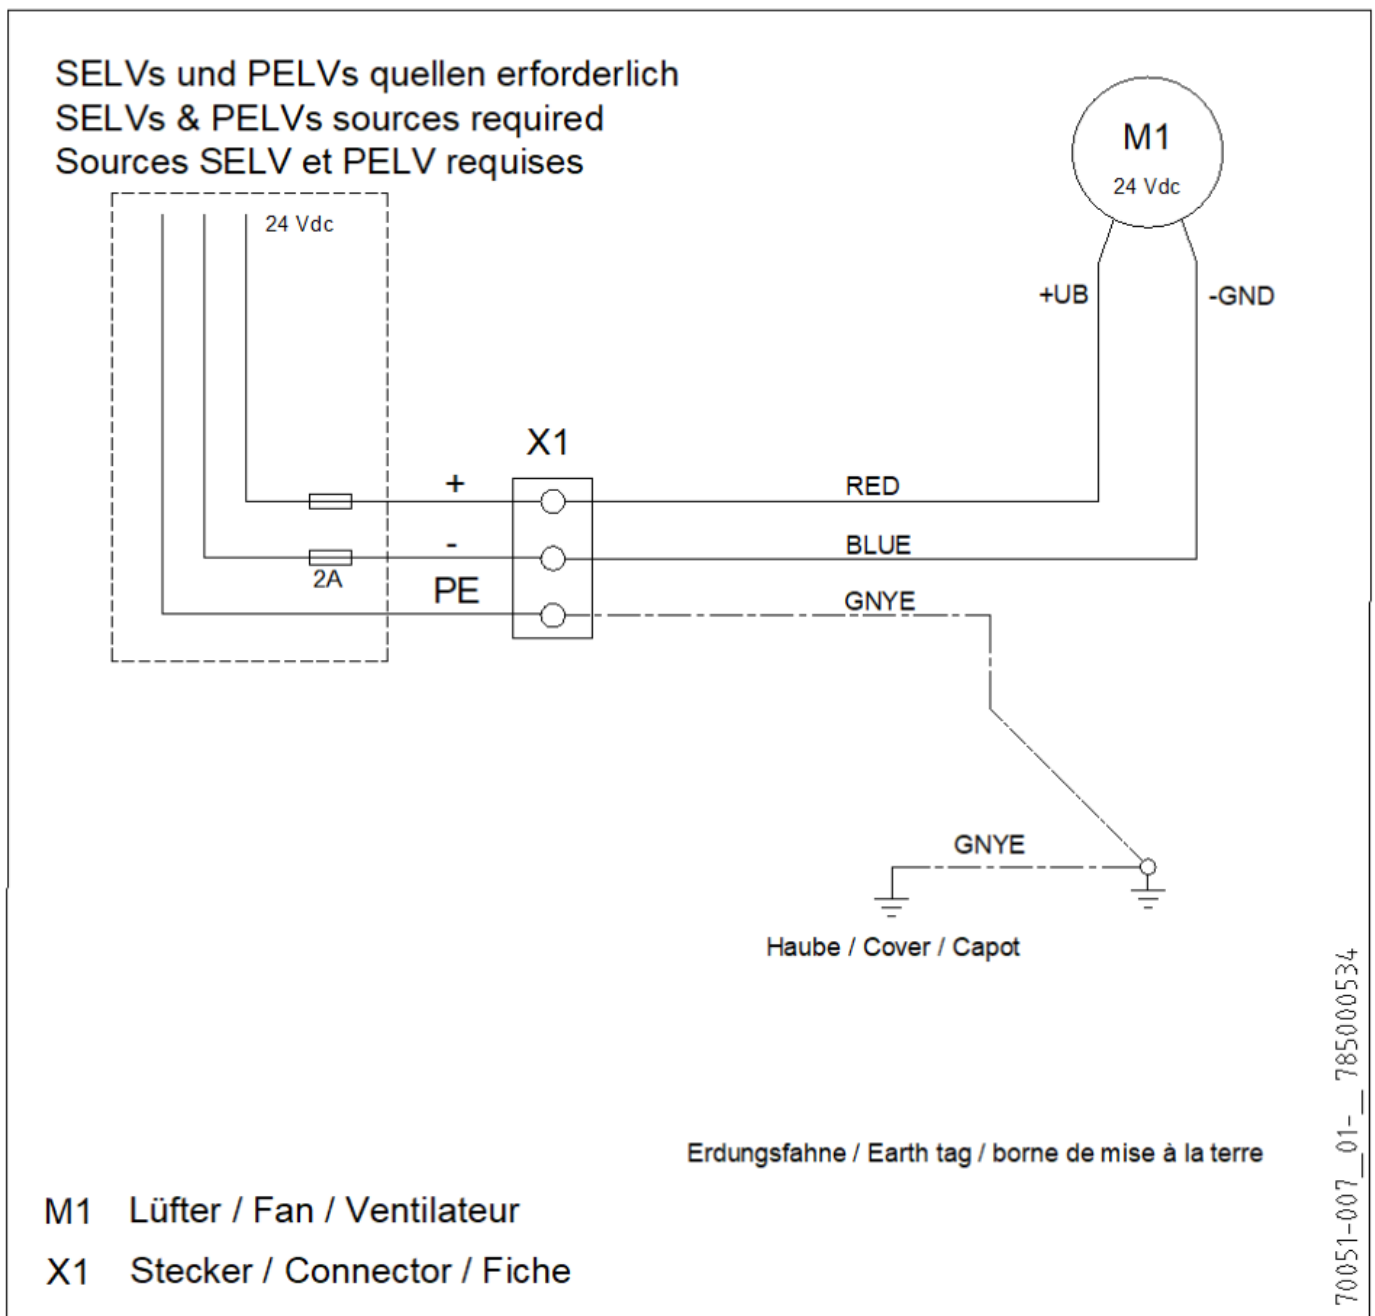 SELVs und PELVs quellen erforderlich
SELVs & PELVs sources required
Sources SELV et PELV requises
24 Vdc
M1
24 Vdc
+UB
-GND
X1
+
RED
-
BLUE
2A
PE
GNYE
GNYE
Haube / Cover / Capot
Erdungsfahne / Earth tag / borne de mise à la terre
M1 Lüfter / Fan / Ventilateur
X1 Stecker / Connector / Fiche
70051-007_01-_785000534